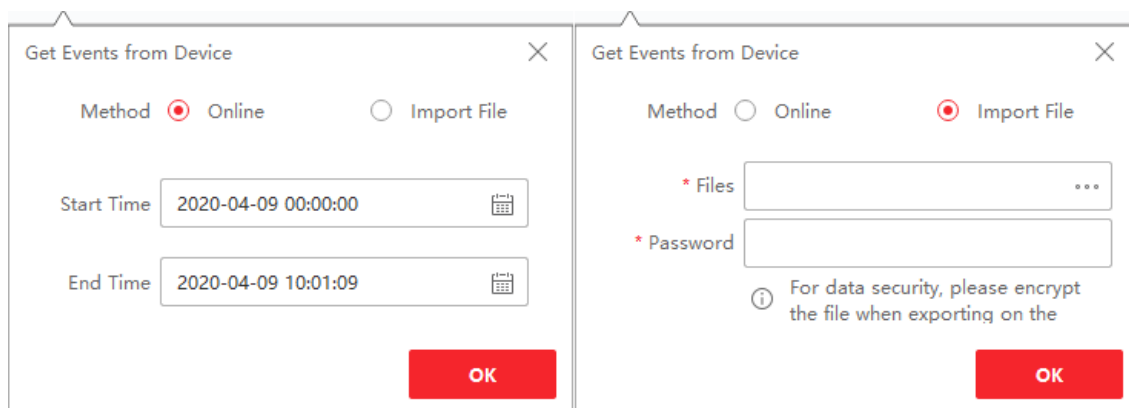 Get Events from Device
Method Online Import File
Start Time 2020-04-09 00:00:00
End Time 2020-04-09 10:01:09
OK
Get Events from Device
Method Online Import File
* Files
* Password
For data security, please encrypt
the file when exporting on the
OK